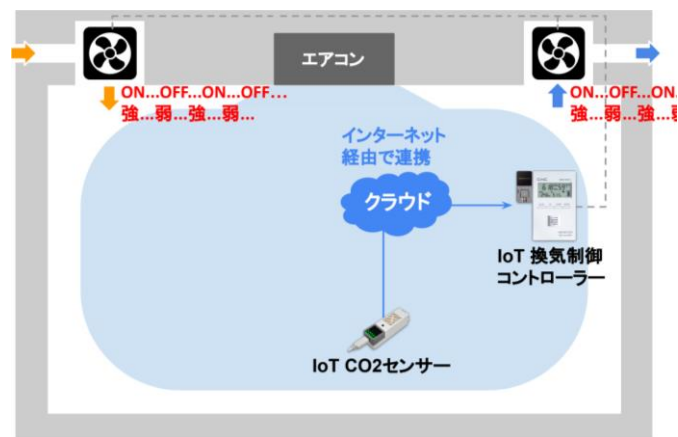 エアコン
ON...OFF...ON...OFF...
強...弱...強...弱...
ON...OFF...ON.
強...弱...強...弱
インターネット
経由で連携
クラウド
IoT 換気制御
コントローラー
IoT CO2センサー